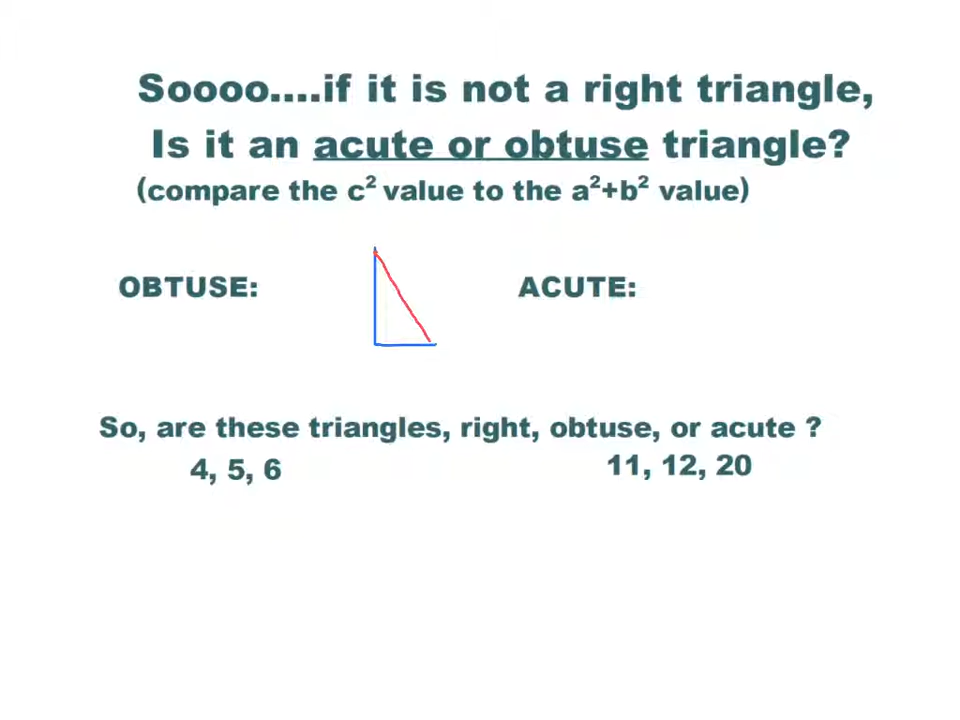 Soooo....if it is not a right triangle,
Is it an acute or obtuse triangle?
(compare the c² value to the a²+b² value)
OBTUSE: ACUTE:
So, are these triangles, right, obtuse, or acute ?
4, 5, 6 11, 12, 20